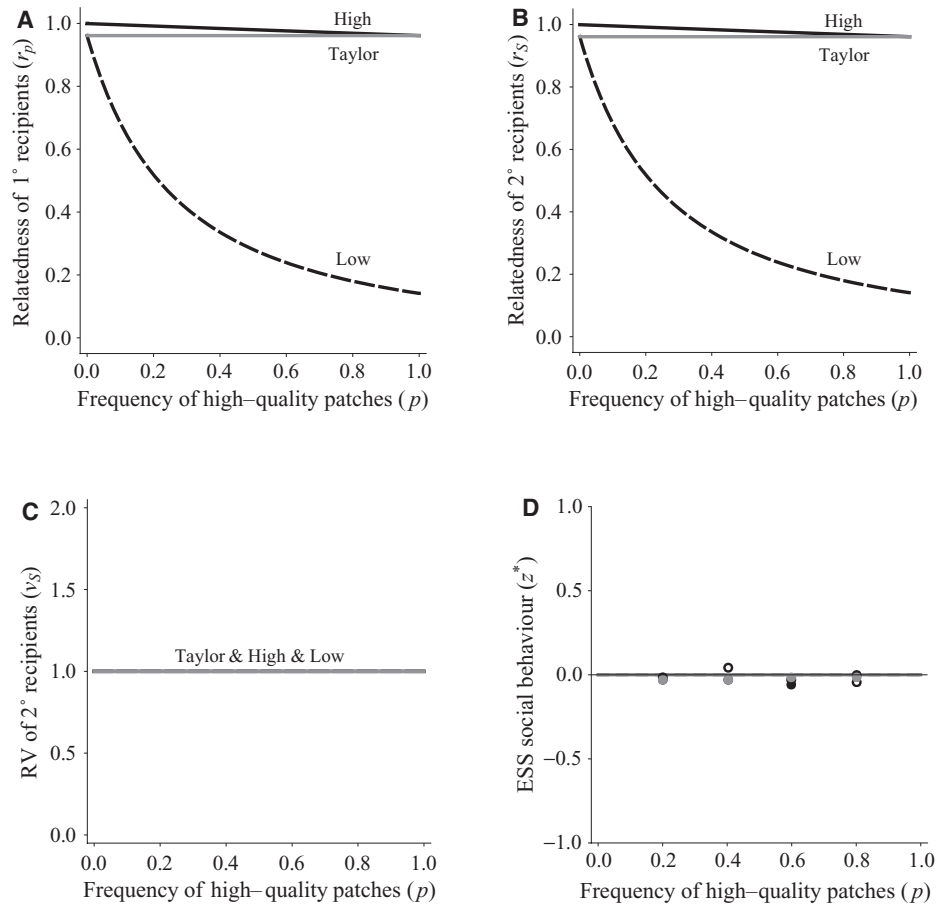 A
1.0
0.8
0.6
0.4
0.2
0.0
High
Taylor
Low
Relatedness of 1° recipients (r_p)
0.0 0.2 0.4 0.6 0.8 1.0
Frequency of high–quality patches (p)
B
1.0
0.8
0.6
0.4
0.2
0.0
High
Taylor
Low
Relatedness of 2° recipients (r_S)
0.0 0.2 0.4 0.6 0.8 1.0
Frequency of high–quality patches (p)
C
2.0
1.5
1.0
0.5
0.0
Taylor & High & Low
RV of 2° recipients (v_S)
0.0 0.2 0.4 0.6 0.8 1.0
Frequency of high–quality patches (p)
D
1.0
0.5
0.0
−0.5
−1.0
ESS social behaviour (z*)
0.0 0.2 0.4 0.6 0.8 1.0
Frequency of high–quality patches (p)